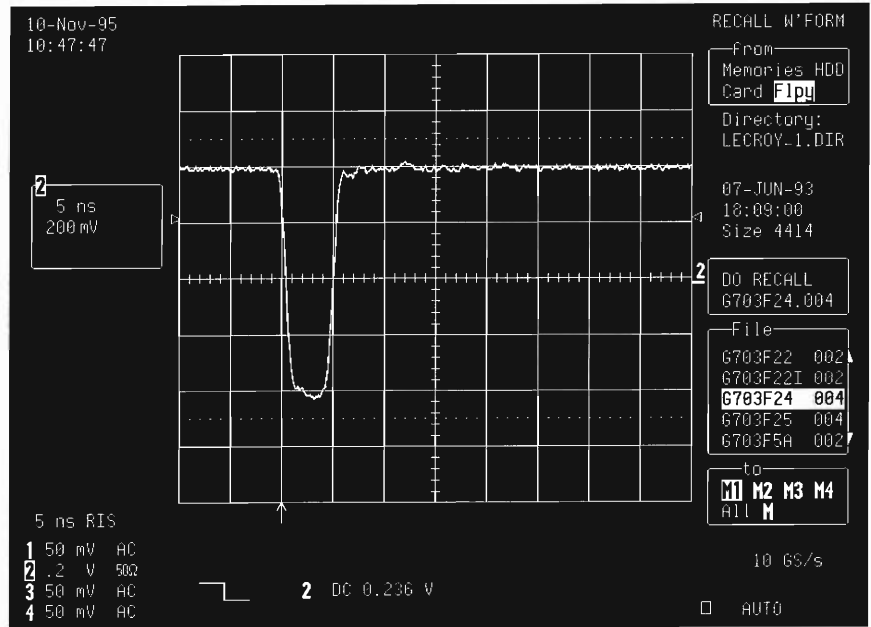 10-Nov-95
10:47:47
2
5 ns
200 mV
5 ns RIS
1 50 mV AC
2 .2 V 50Ω
3 50 mV AC
4 50 mV AC
2 DC 0.236 V
2
RECALL W'FORM
from
Memories HDD
Card Flpy
Directory:
LECROY_1.DIR
07-JUN-93
18:09:00
Size 4414
DO RECALL
G703F24.004
File
G703F22 002
G703F22I 002
G703F24 004
G703F25 004
G703F5A 002
to
M1 M2 M3 M4
All M
10 GS/s
AUTO